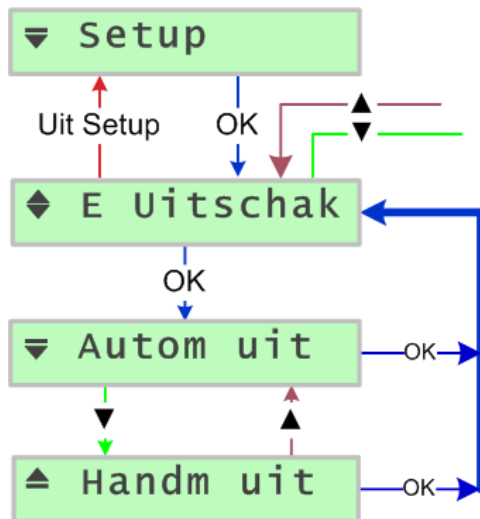 Setup
Uit Setup OK
E Uitschak
OK
Autom uit
OK
Handm uit
OK